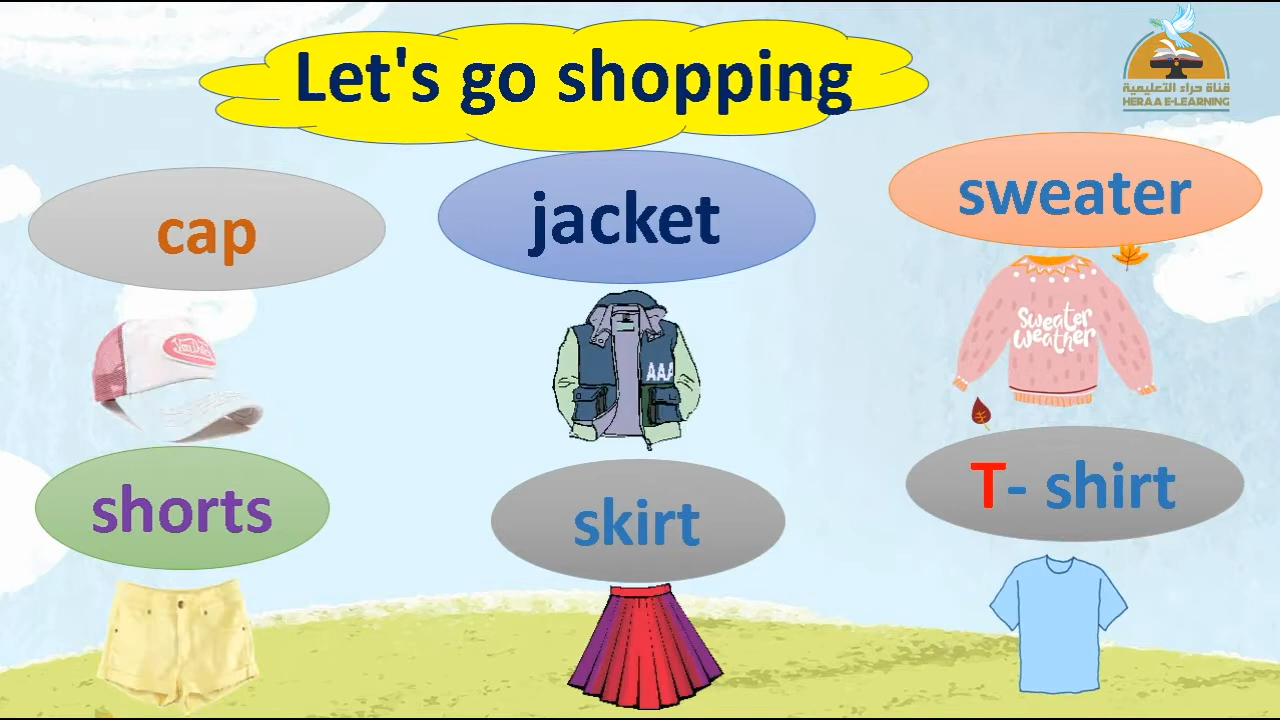 Let's go shopping
قناة حراء التعليمية
HERAA E-LEARNING
cap
jacket
sweater
AAA
Sweater
weather
shorts
skirt
T- shirt